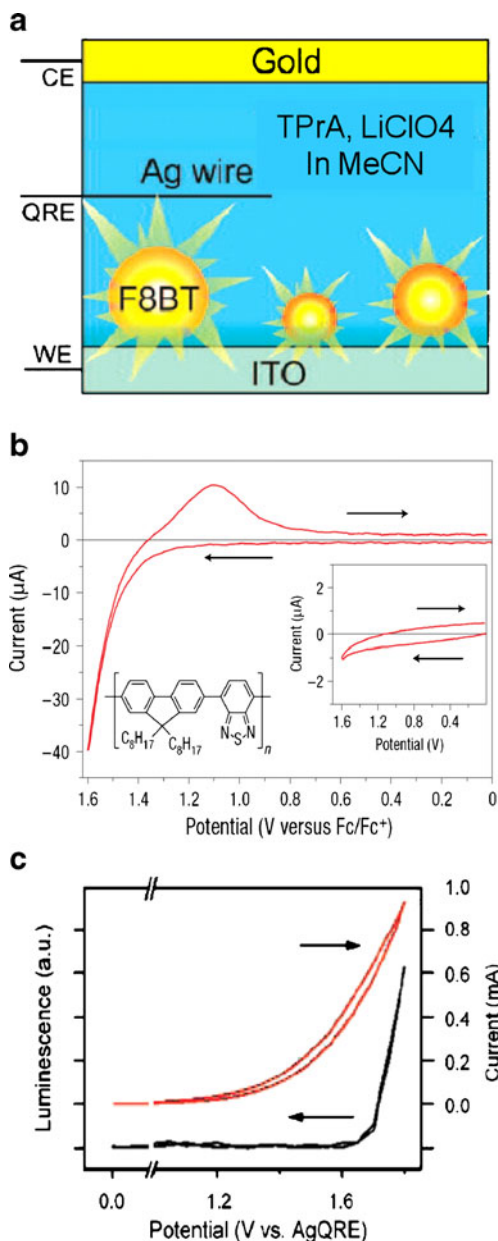 a
Gold
CE
TPrA, LiClO4
In MeCN
Ag wire
QRE
F8BT
WE
ITO
b
10
0
−10
−20
−30
−40
Current (µA)
1.6 1.4 1.2 1.0 0.8 0.6 0.4 0.2 0
Potential (V versus Fc/Fc+)
2
0
−2
Current (µA)
1.6 1.2 0.8 0.4
Potential (V)
C8H17 C8H17
N S N
n
c
1.0
0.8
0.6
0.4
0.2
0.0
Luminescence (a.u.)
Current (mA)
0.0 1.2 1.6
Potential (V vs. AgQRE)